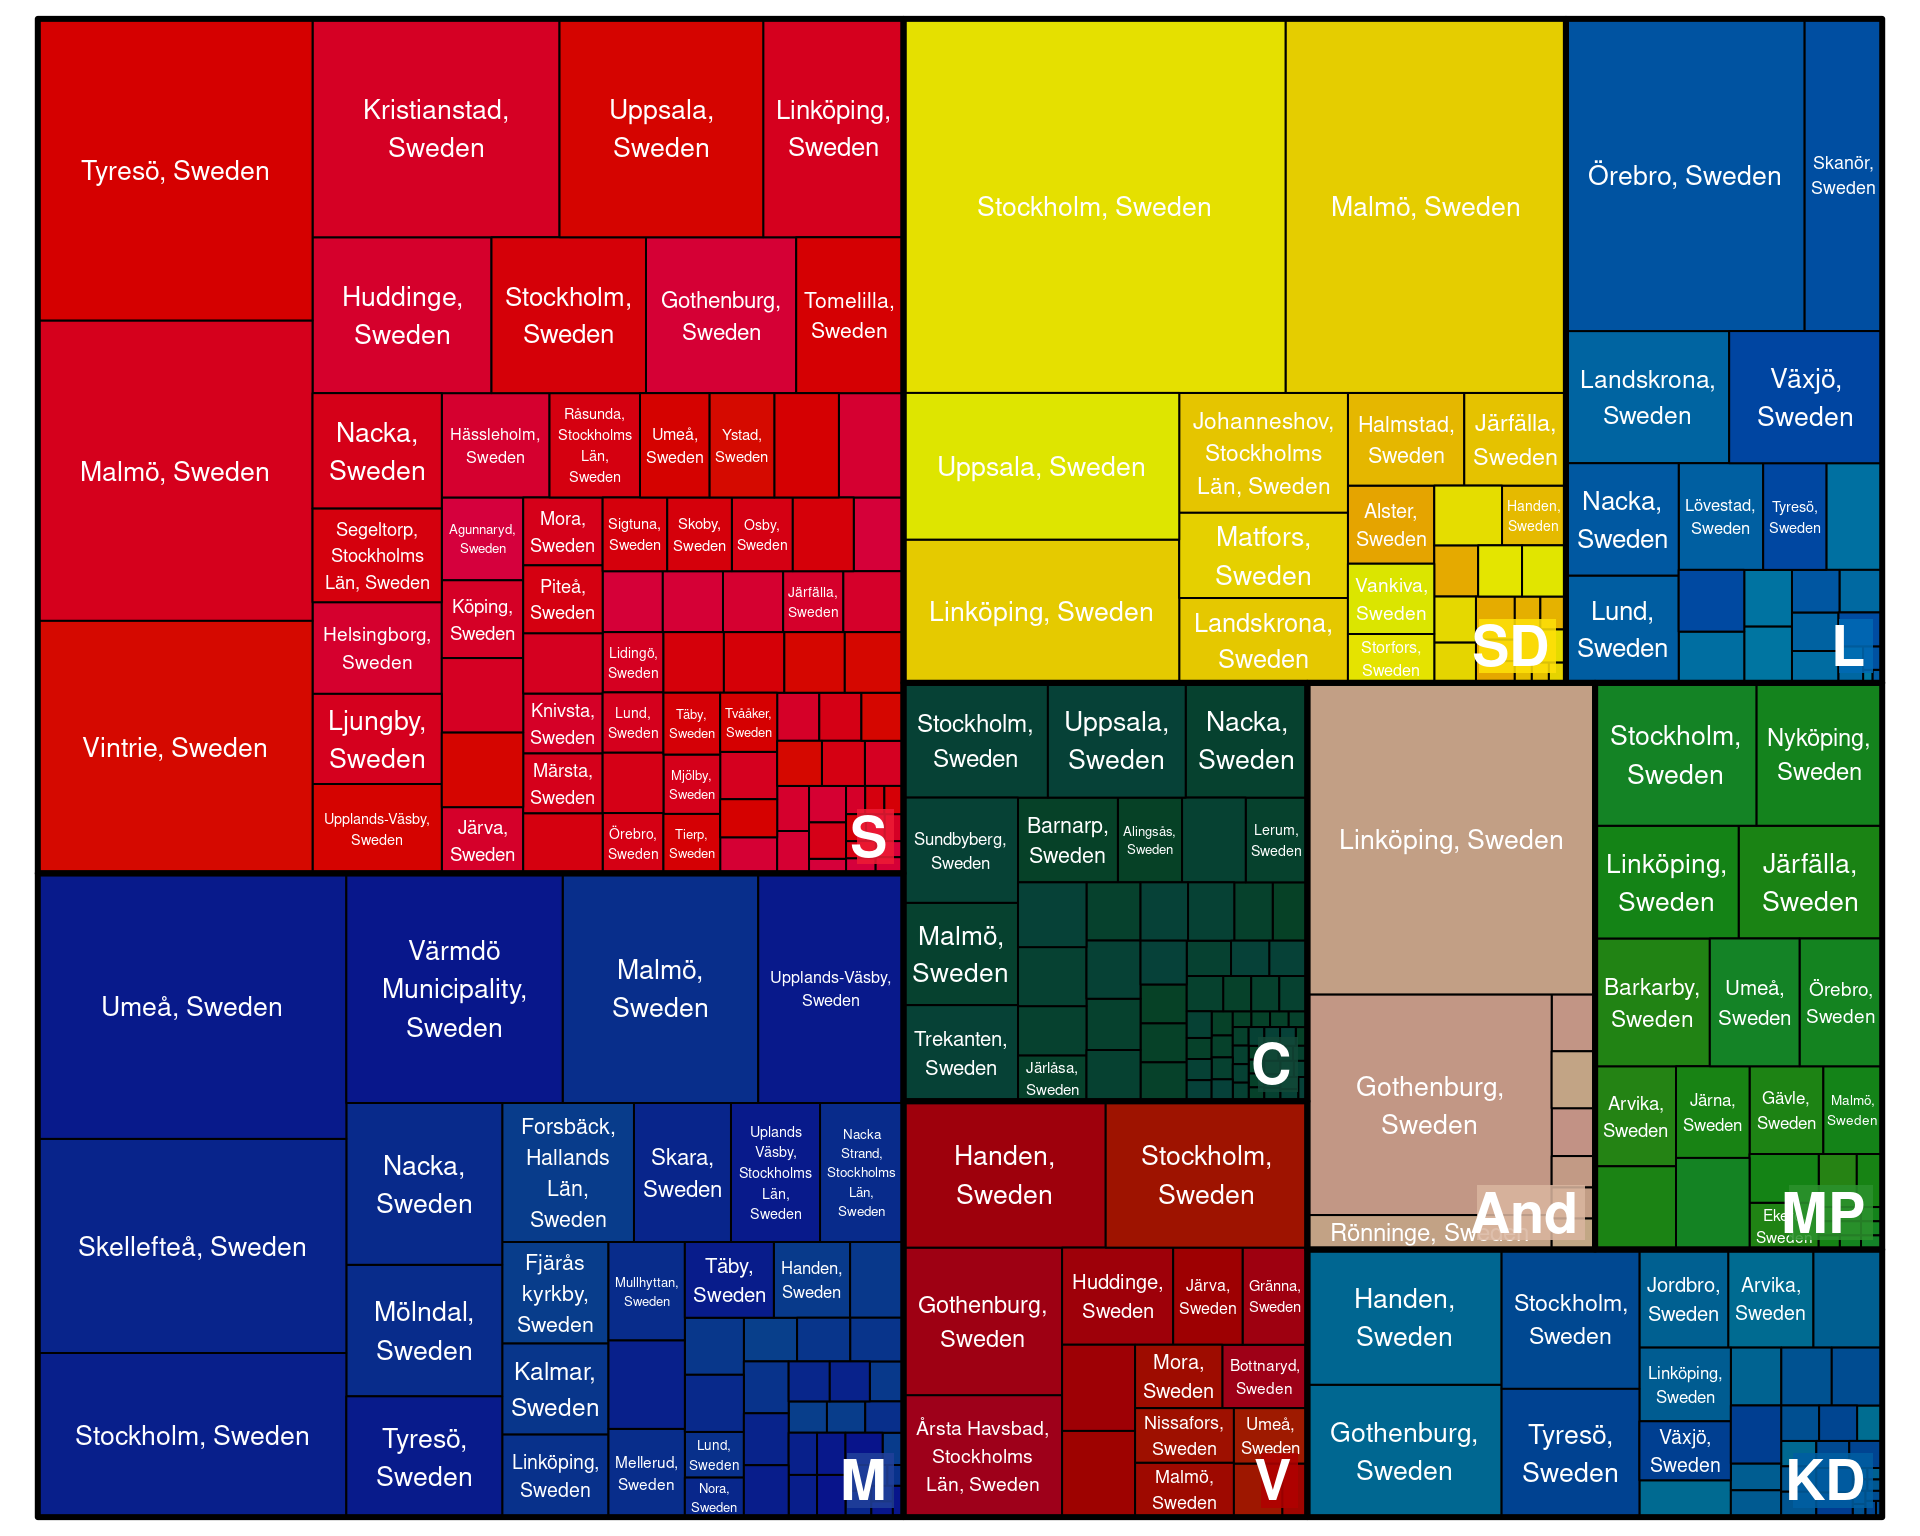 Tyresö, Sweden
Malmö, Sweden
Vintrie, Sweden
Kristianstad,
Sweden
Uppsala,
Sweden
Linköping,
Sweden
Huddinge,
Sweden
Stockholm,
Sweden
Gothenburg,
Sweden
Tomelilla,
Sweden
Nacka,
Sweden
Segeltorp,
Stockholms
Län, Sweden
Helsingborg,
Sweden
Ljungby,
Sweden
Upplands-Väsby,
Sweden
Hässleholm,
Sweden
Råsunda,
Stockholms
Län,
Sweden
Umeå,
Sweden
Ystad,
Sweden
Agunnaryd,
Sweden
Köping,
Sweden
Järva,
Sweden
Mora,
Sweden
Piteå,
Sweden
Knivsta,
Sweden
Märsta,
Sweden
Sigtuna,
Sweden
Skoby,
Sweden
Osby,
Sweden
Järfälla,
Sweden
Lidingö,
Sweden
Lund,
Sweden
Örebro,
Sweden
Täby,
Sweden
Mjölby,
Sweden
Tierp,
Sweden
Tvååker,
Sweden
S
Stockholm, Sweden
Malmö, Sweden
Uppsala, Sweden
Linköping, Sweden
Johanneshov,
Stockholms
Län, Sweden
Matfors,
Sweden
Landskrona,
Sweden
Halmstad,
Sweden
Järfälla,
Sweden
Alster,
Sweden
Handen,
Sweden
Vankiva,
Sweden
Storfors,
Sweden
SD
Örebro, Sweden
Skanör,
Sweden
Landskrona,
Sweden
Växjö,
Sweden
Nacka,
Sweden
Lund,
Sweden
Lövestad,
Sweden
Tyresö,
Sweden
L
Umeå, Sweden
Skellefteå, Sweden
Stockholm, Sweden
Värmdö
Municipality,
Sweden
Malmö,
Sweden
Upplands-Väsby,
Sweden
Nacka,
Sweden
Mölndal,
Sweden
Tyresö,
Sweden
Forsbäck,
Hallands
Län,
Sweden
Skara,
Sweden
Uplands
Väsby,
Stockholms
Län,
Sweden
Nacka
Strand,
Stockholms
Län,
Sweden
Fjärås
kyrkby,
Sweden
Kalmar,
Sweden
Linköping,
Sweden
Mullhyttan,
Sweden
Mellerud,
Sweden
Täby,
Sweden
Handen,
Sweden
Lund,
Sweden
Nora,
Sweden
M
Stockholm,
Sweden
Uppsala,
Sweden
Nacka,
Sweden
Sundbyberg,
Sweden
Malmö,
Sweden
Trekanten,
Sweden
Barnarp,
Sweden
Alingsås,
Sweden
Lerum,
Sweden
Järlåsa,
Sweden
C
Handen,
Sweden
Stockholm,
Sweden
Gothenburg,
Sweden
Årsta Havsbad,
Stockholms
Län, Sweden
Huddinge,
Sweden
Järva,
Sweden
Gränna,
Sweden
Mora,
Sweden
Bottnaryd,
Sweden
Nissafors,
Sweden
Umeå,
Sweden
Malmö,
Sweden
V
Linköping, Sweden
Gothenburg,
Sweden
Rönninge, Sweden
And
Stockholm,
Sweden
Nyköping,
Sweden
Linköping,
Sweden
Järfälla,
Sweden
Barkarby,
Sweden
Umeå,
Sweden
Örebro,
Sweden
Arvika,
Sweden
Järna,
Sweden
Gävle,
Sweden
Malmö,
Sweden
Sweden
MP
Handen,
Sweden
Gothenburg,
Sweden
Stockholm,
Sweden
Tyresö,
Sweden
Jordbro,
Sweden
Arvika,
Sweden
Linköping,
Sweden
Växjö,
Sweden
KD